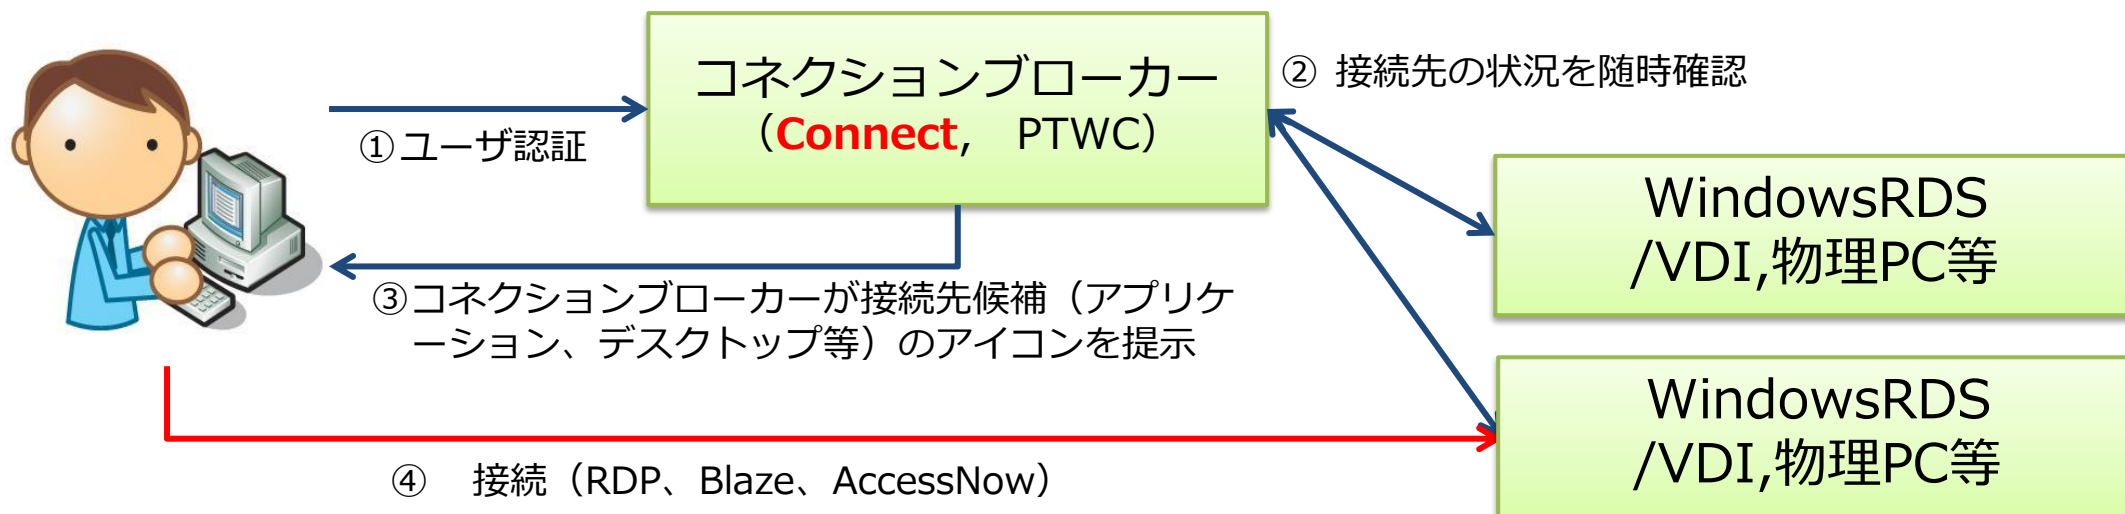 コネクションブローカー
（Connect,　PTWC）
② 接続先の状況を随時確認
①ユーザ認証
WindowsRDS
/VDI,物理PC等
③コネクションブローカーが接続先候補（アプリケ
ーション、デスクトップ等）のアイコンを提示
WindowsRDS
/VDI,物理PC等
④　接続（RDP、Blaze、AccessNow）